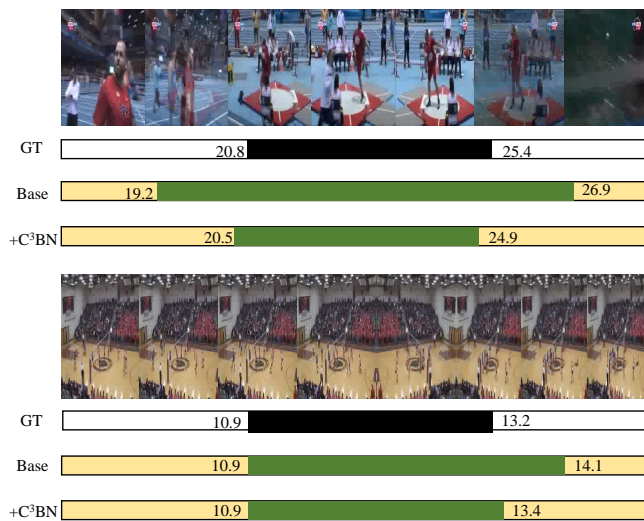 GT 20.8 25.4
Base 19.2 26.9
+C³BN 20.5 24.9
GT 10.9 13.2
Base 10.9 14.1
+C³BN 10.9 13.4